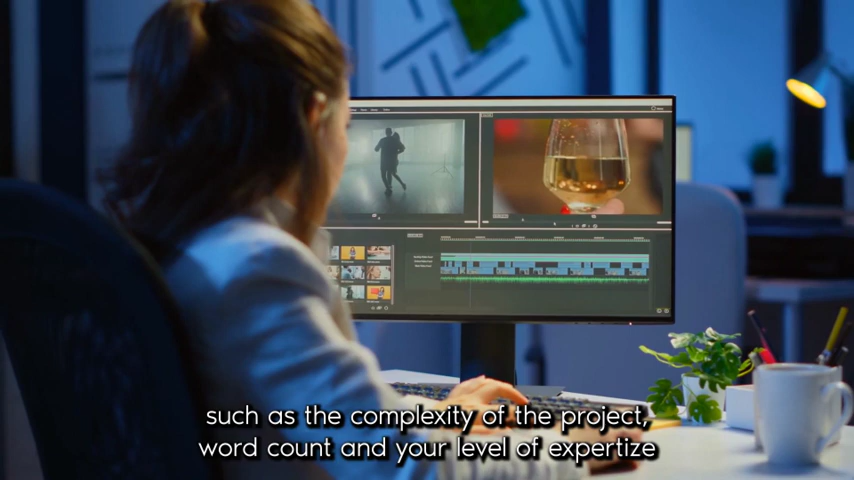 such as the complexity of the project,
word count and your level of expertize